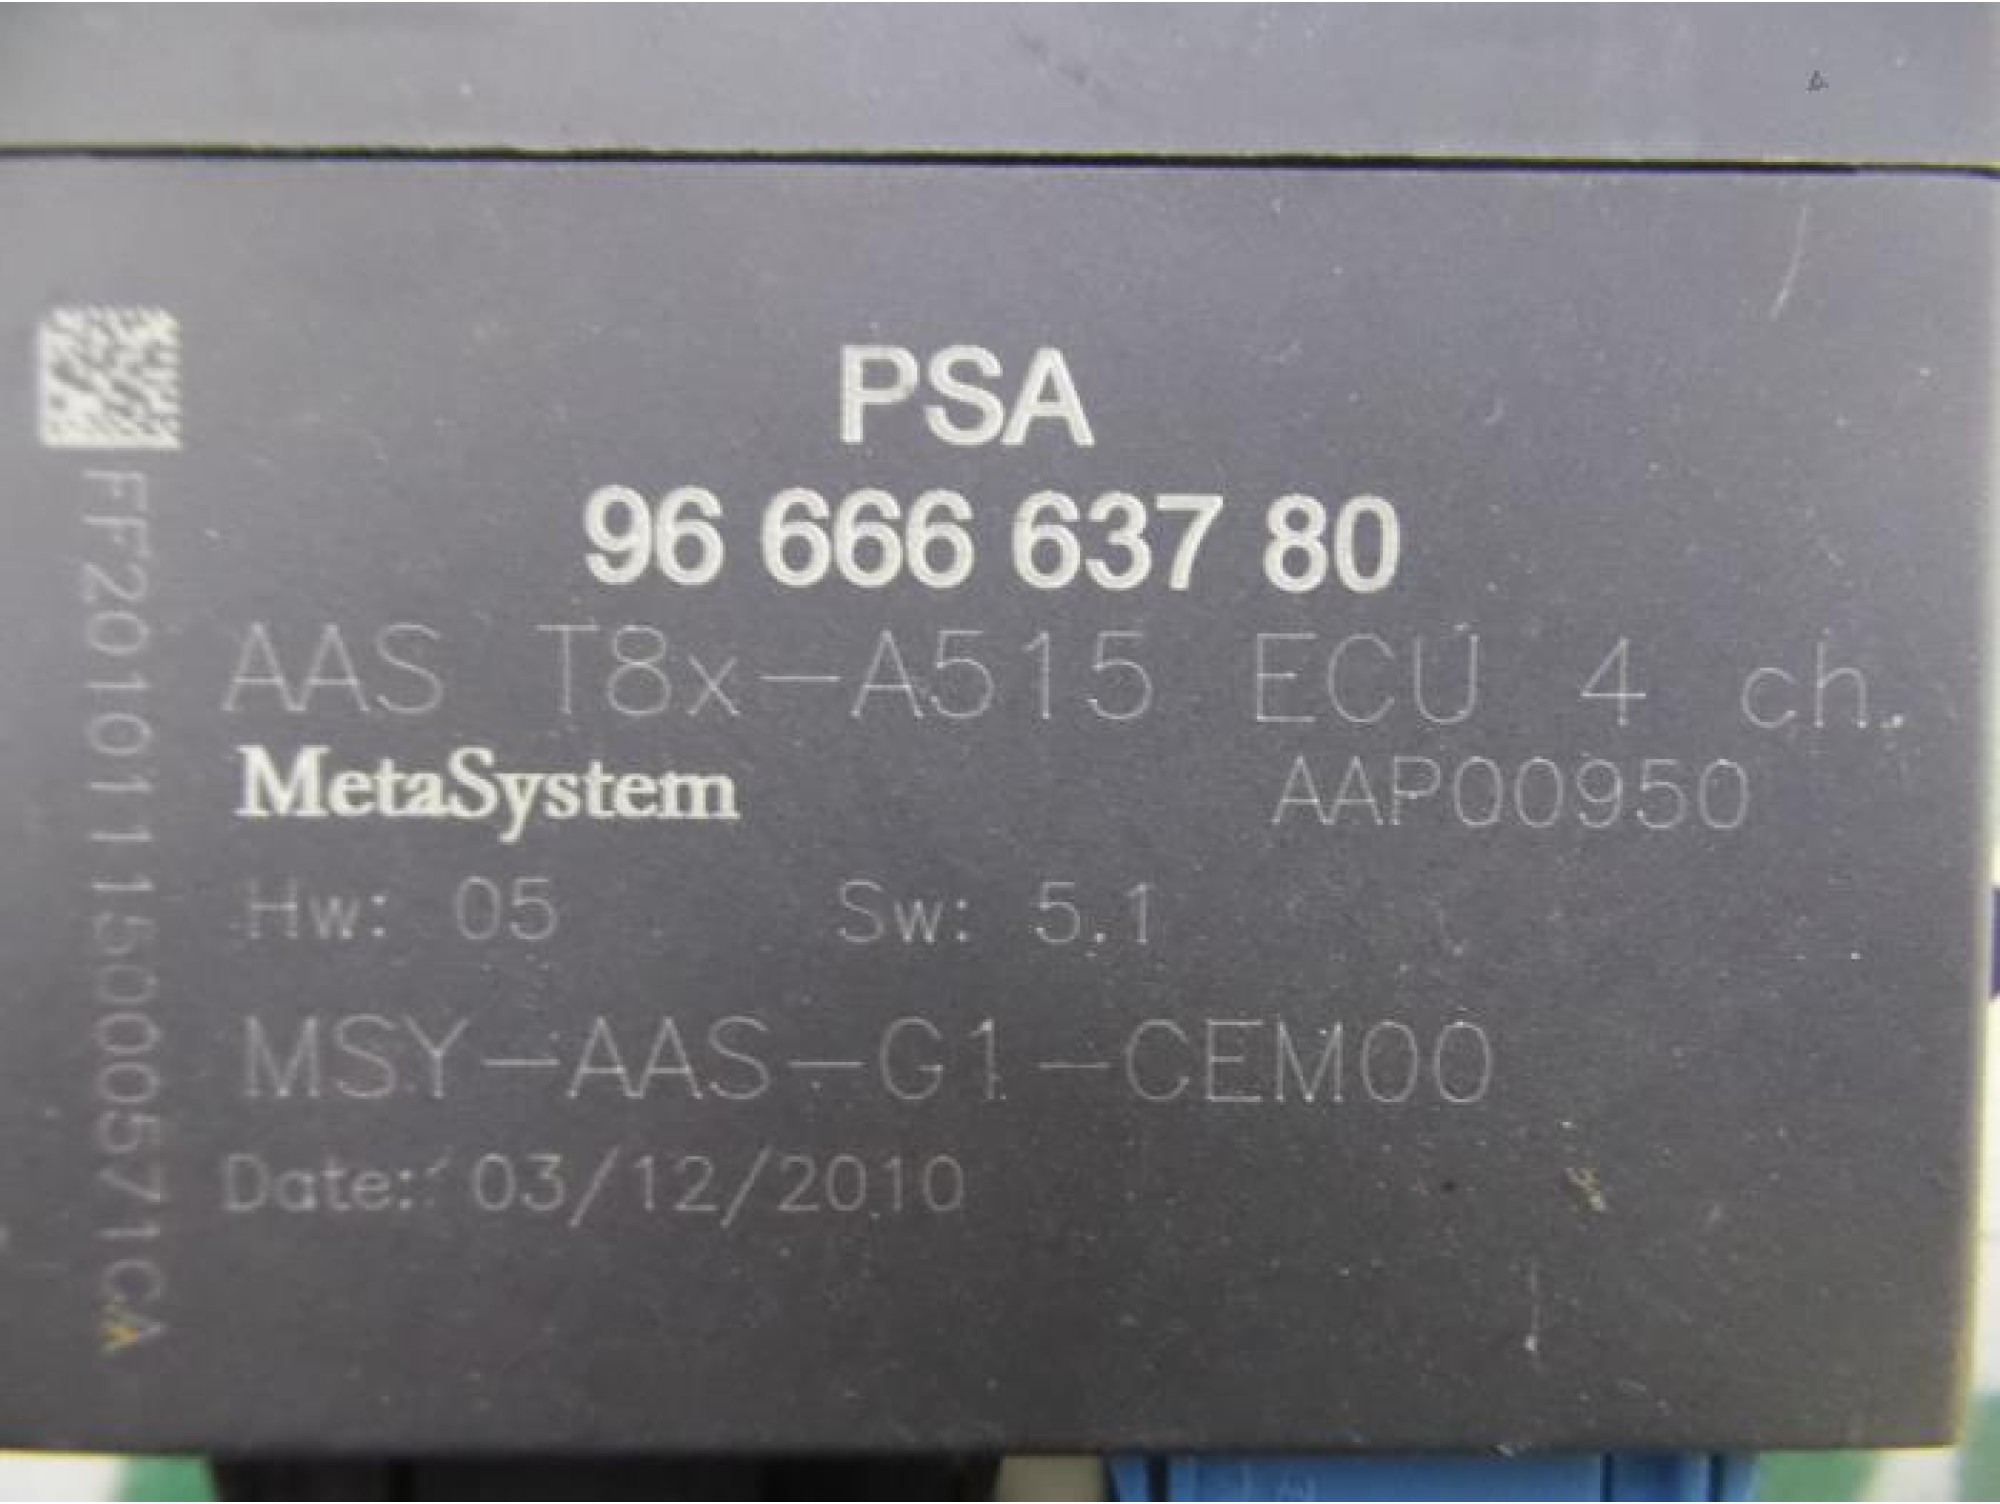 PSA
96 666 637 80
AAS T8x-A515 ECU 4 ch.
MetaSystem
AAP00950
Hw: 05 Sw: 5.1
MSY-AAS-G1-CEM00
Date: 03/12/2010
FF20101115000571CA